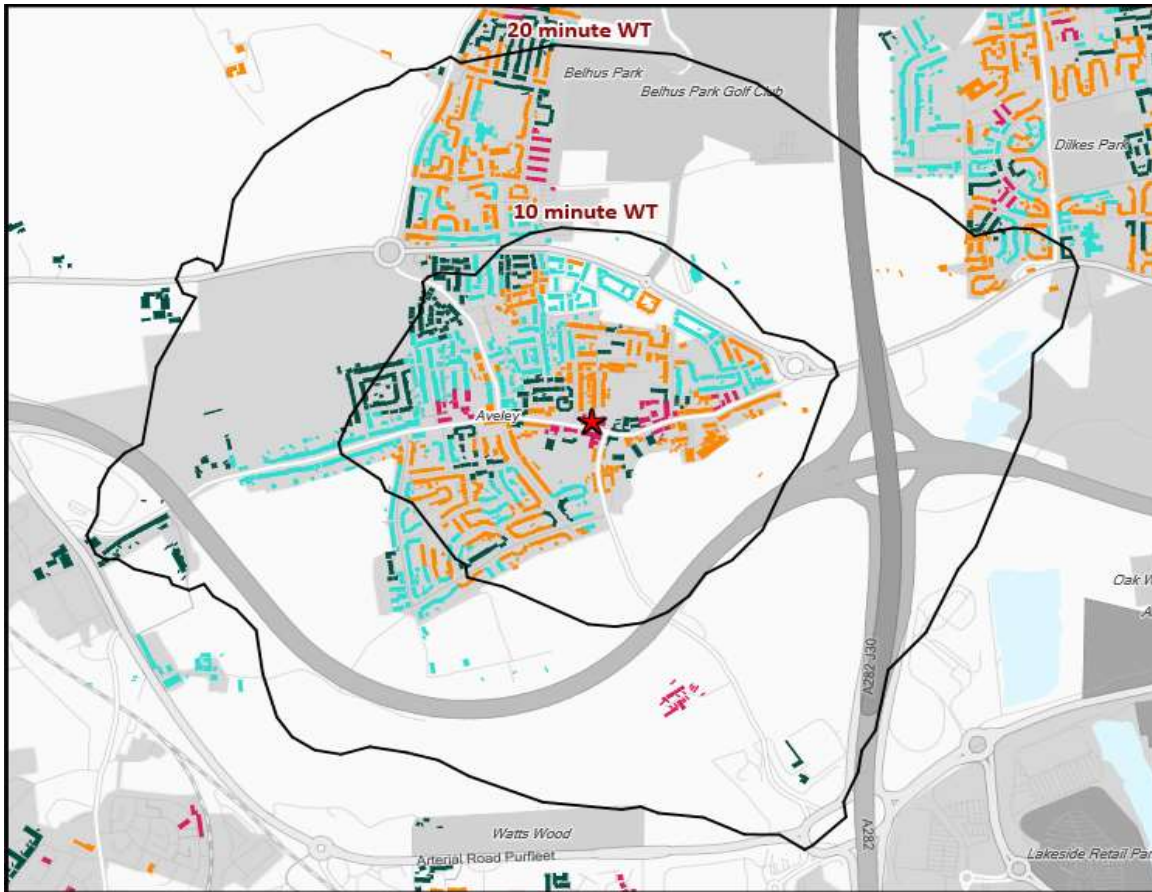 20 minute WT
Belhus Park
Belhus Park Golf Club
Dilkes Park
10 minute WT
Aveley
Oak W
A
A282 J30
A282
Watts Wood
Arterial Road Purfleet
Lakeside Retail Par